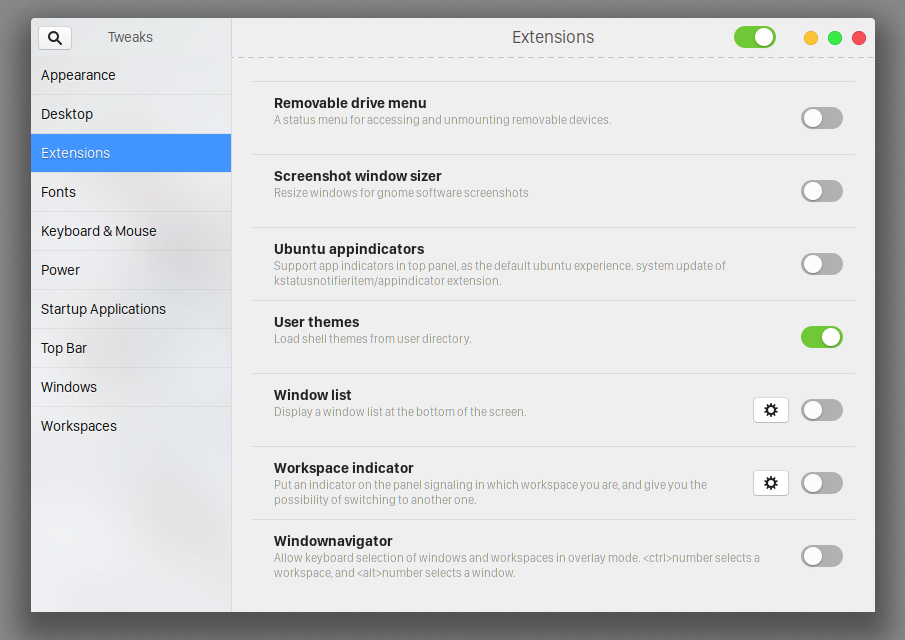 Tweaks
Extensions
Appearance
Desktop
Extensions
Fonts
Keyboard & Mouse
Power
Startup Applications
Top Bar
Windows
Workspaces
Removable drive menu
A status menu for accessing and unmounting removable devices.
Screenshot window sizer
Resize windows for gnome software screenshots
Ubuntu appindicators
Support app indicators in top panel, as the default ubuntu experience. system update of
kstatusnotifieritem/appindicator extension.
User themes
Load shell themes from user directory.
Window list
Display a window list at the bottom of the screen.
Workspace indicator
Put an indicator on the panel signaling in which workspace you are, and give you the
possibility of switching to another one.
Windownavigator
Allow keyboard selection of windows and workspaces in overlay mode. <ctrl>number selects a
workspace, and <alt>number selects a window.